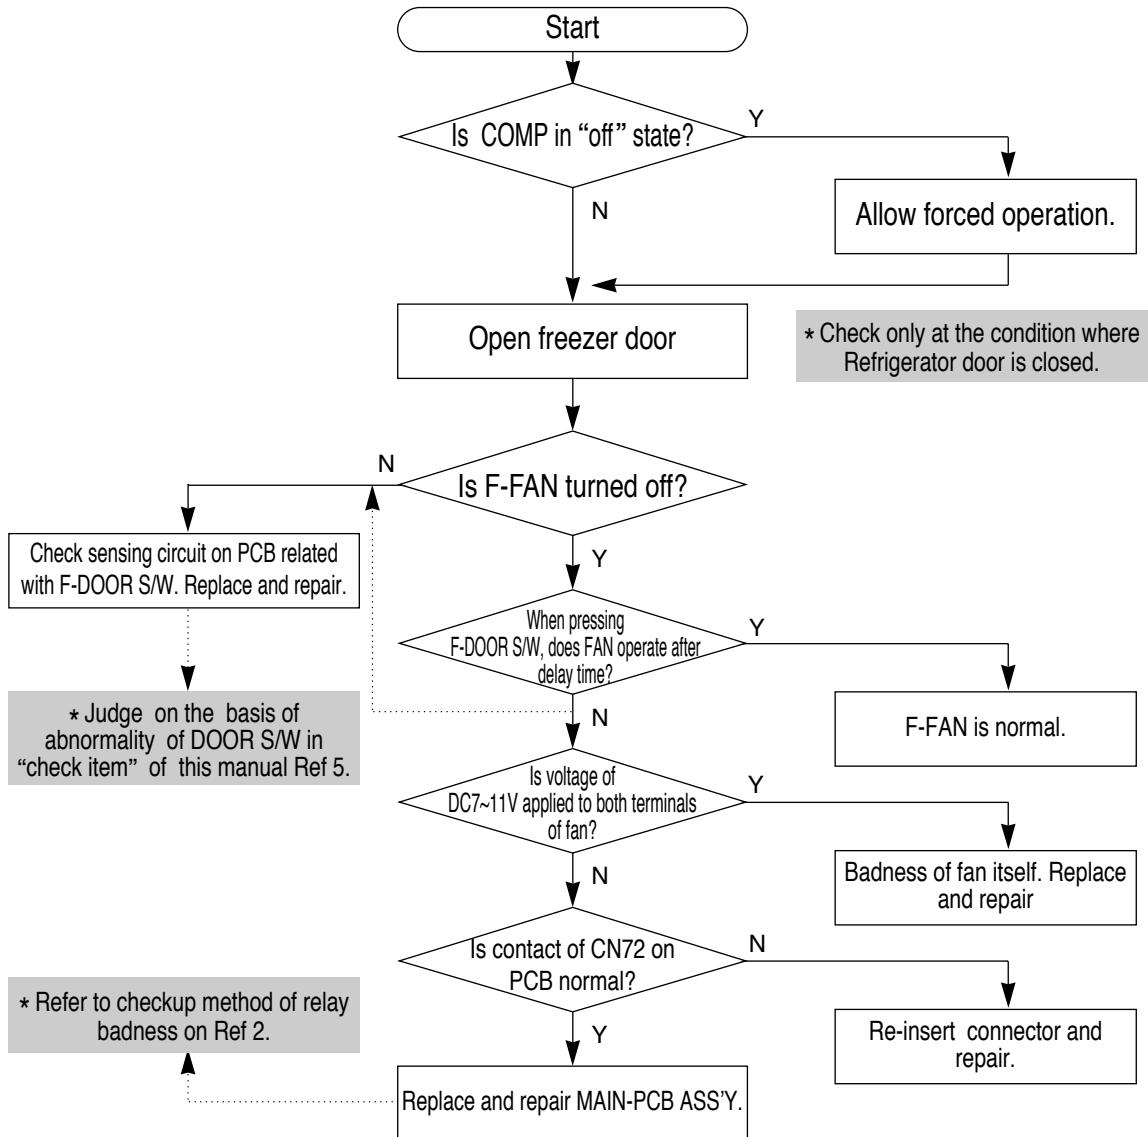 Start
Is COMP in “off” state?
Y
N
Allow forced operation.
Open freezer door
* Check only at the condition where
Refrigerator door is closed.
N
Is F-FAN turned off?
Check sensing circuit on PCB related
with F-DOOR S/W. Replace and repair.
Y
When pressing
F-DOOR S/W, does FAN operate after
delay time?
Y
* Judge on the basis of
abnormality of DOOR S/W in
“check item” of this manual Ref 5.
N
F-FAN is normal.
Is voltage of
DC7~11V applied to both terminals
of fan?
Y
N
Badness of fan itself. Replace
and repair
Is contact of CN72 on
PCB normal?
N
* Refer to checkup method of relay
badness on Ref 2.
Y
Re-insert connector and
repair.
Replace and repair MAIN-PCB ASS'Y.